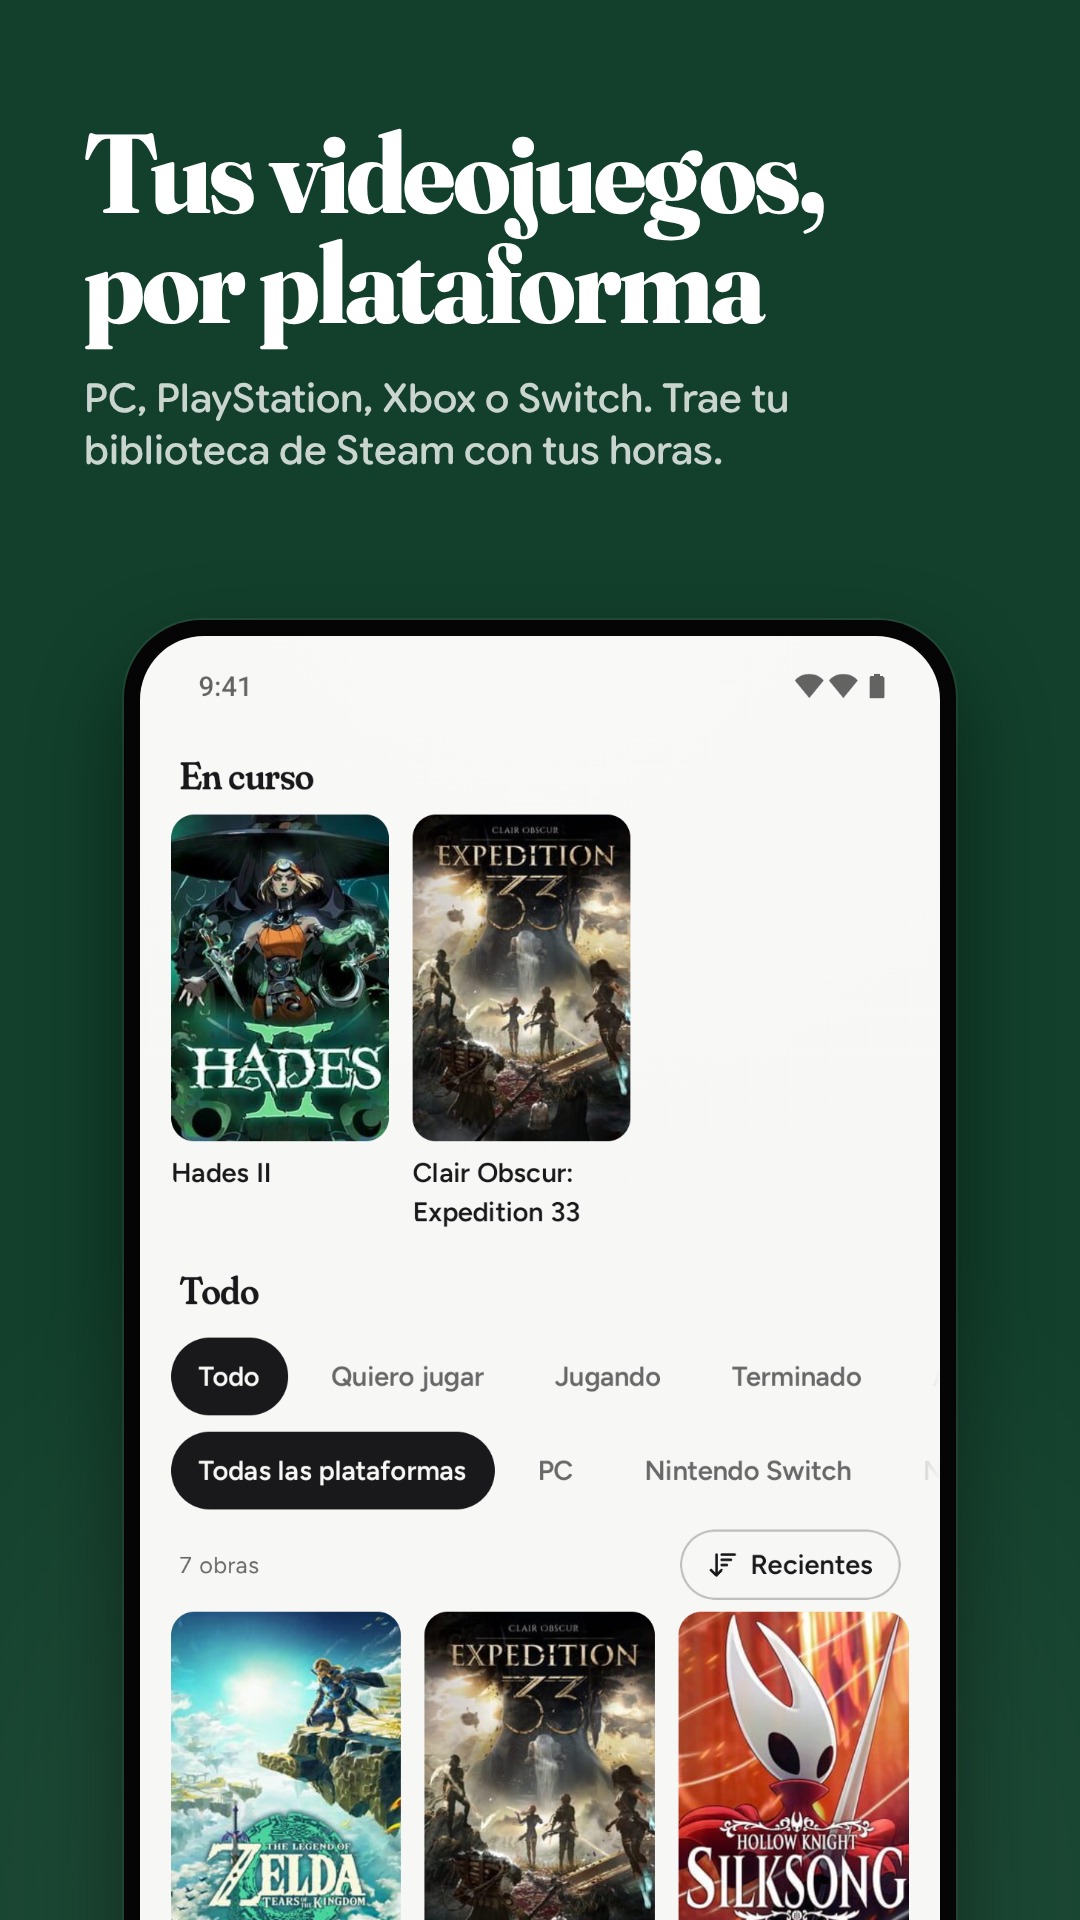 Tus videojuegos,
por plataforma
PC, PlayStation, Xbox o Switch. Trae tu
biblioteca de Steam con tus horas.
9:41
En curso
HADES
II
CLAIR OBSCUR
EXPEDITION
33
Hades II
Clair Obscur:
Expedition 33
Todo
Todo Quiero jugar Jugando Terminado
Todas las plataformas PC Nintendo Switch
7 obras
Recientes
THE LEGEND OF
ZELDA
TEARS OF THE KINGDOM
CLAIR OBSCUR
EXPEDITION
33
HOLLOW KNIGHT
SILKSONG